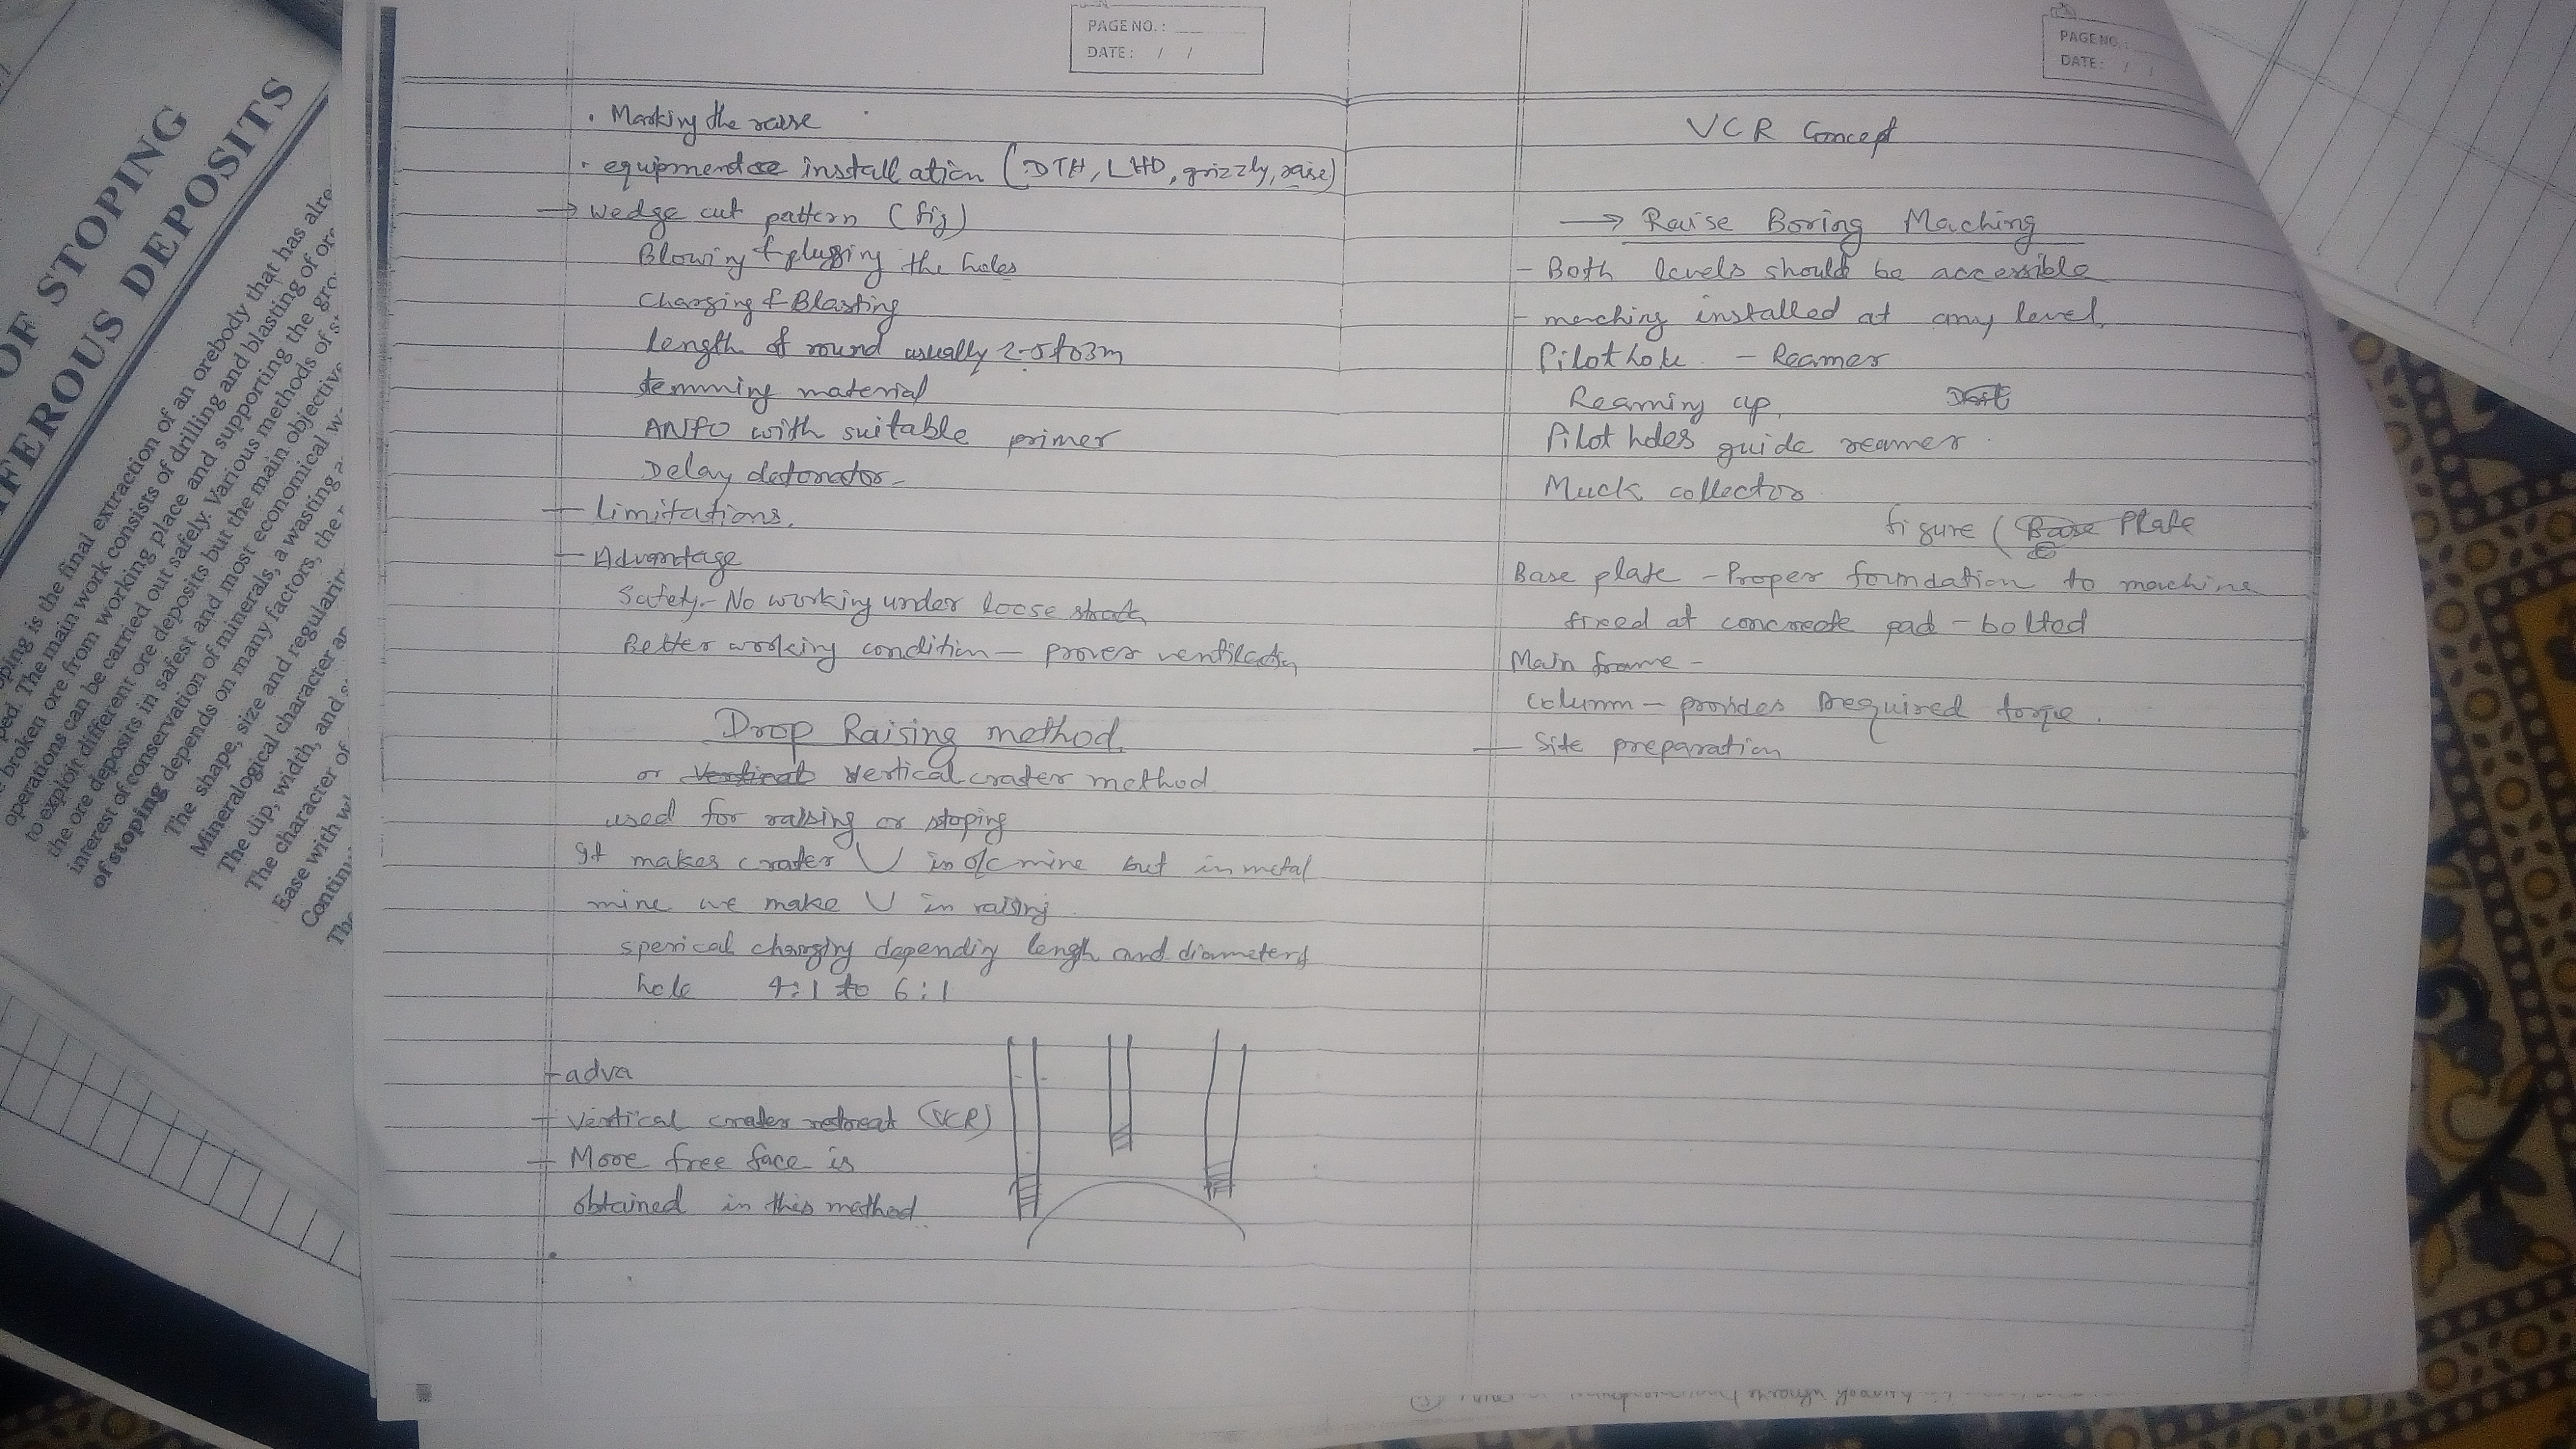 PAGE NO. :
DATE : / /
. Marking the raise
. equipment installation (DTH, LHD, grizzly, raise)
→ Wedge cut pattern (fig)
Blowing & plugging the holes
Charging & Blasting
length of round usually 2-5 to 3m
stemming material
ANFO with suitable primer
Delay detonator -
- limitations.
- Advantage
Safety - No working under loose strata
Better working condition - prover ventilation
Drop Raising method.
or Vertical crater method
used for raising or stoping
It makes crater U in o/c mine but in metal
mine we make U in raising
sperical charging depending length and diameter of
hole 4:1 to 6:1
- adva
- Vertical crater retreat (VCR)
- More free face is
obtained in this method.
PAGE NO. :
DATE : / /
VCR Concept
→ Raise Boring Maching
- Both levels should be accessible
- maching installed at any level.
Pilot hole - Reamer
Reaming up.
Pilot holes guide reamer
Muck collector
figure ( Plate
Base plate - Proper foundation to machine
fixed at concreate pad - bolted
Main frame -
column - provides required torque.
- Site preparation
OF STOPING
FEROUS DEPOSITS
ping is the final extraction of an orebody that has alre
ped. The main work consists of drilling and blasting of ore
broken ore from working place and supporting the gro
operations can be carried out safely. Various methods of s
to exploit different ore deposits but the main objective
the ore deposits in safest and most economical w
interest of conservation of minerals, a wasting a
of stoping depends on many factors, the
The shape, size and regularit
Mineralogical character an
The dip, width, and s
The character of
Ease with w
Continu
The